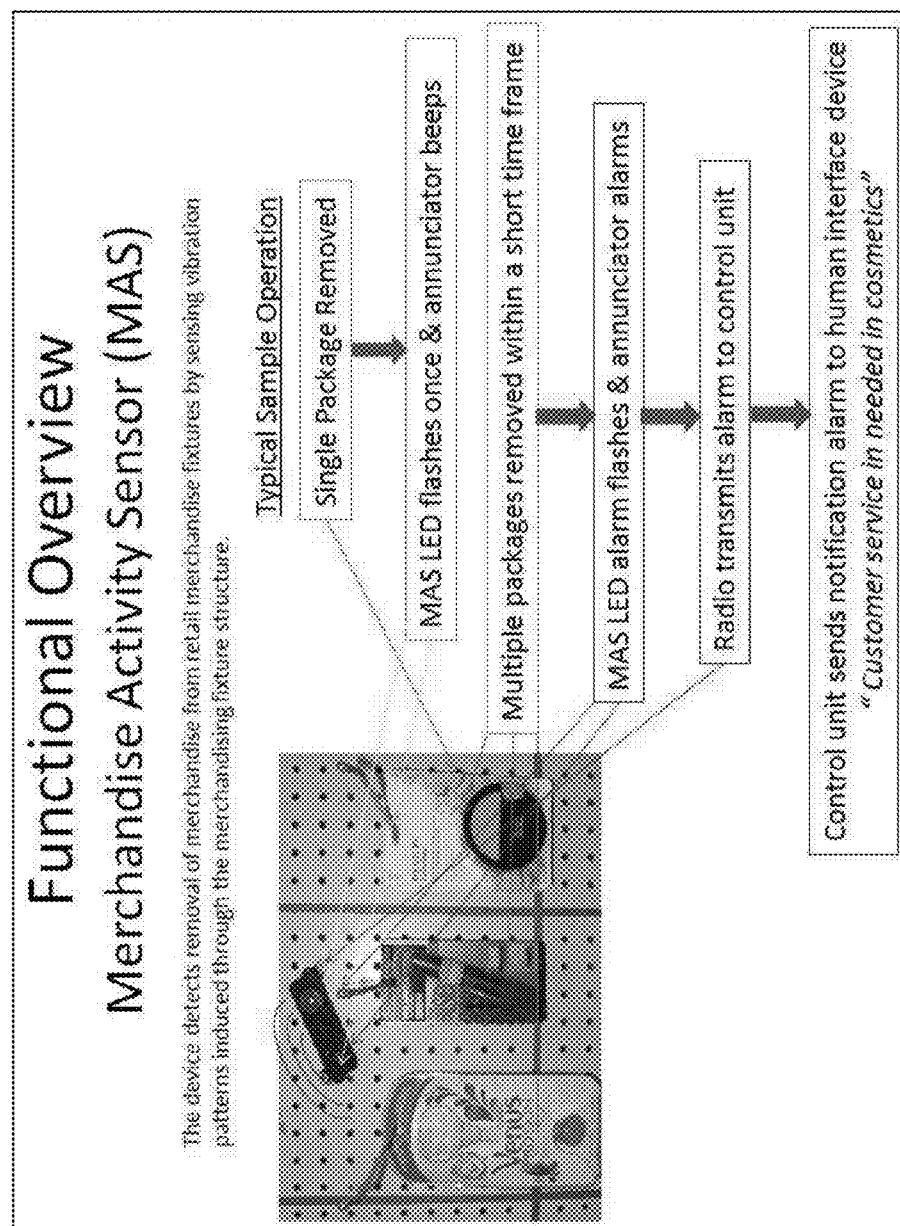 Functional Overview
Merchandise Activity Sensor (MAS)
The device detects removal of merchandise from retail merchandise fixtures by sensing vibration
patterns induced through the merchandising fixture structure.
Typical Sample Operation
Single Package Removed
MAS LED flashes once & annunciator beeps
Multiple packages removed within a short time frame
MAS LED alarm flashes & annunciator alarms
Radio transmits alarm to control unit
Control unit sends notification alarm to human interface device
“Customer service in needed in cosmetics”
Venus